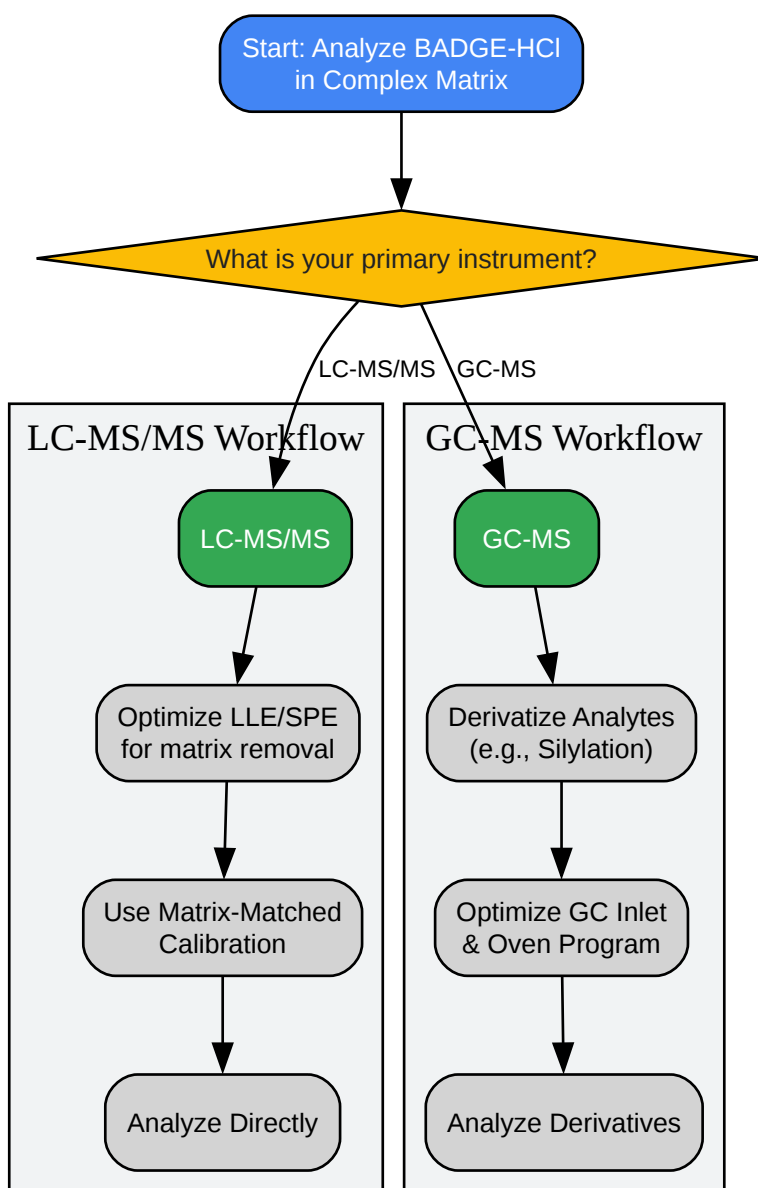 Start: Analyze BADGE-HCl
in Complex Matrix
What is your primary instrument?
LC-MS/MS
GC-MS
LC-MS/MS Workflow
GC-MS Workflow
LC-MS/MS
GC-MS
Optimize LLE/SPE
for matrix removal
Derivatize Analytes
(e.g., Silylation)
Use Matrix-Matched
Calibration
Optimize GC Inlet
& Oven Program
Analyze Directly
Analyze Derivatives